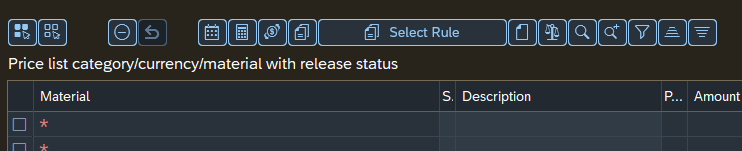 Select Rule
Price list category/currency/material with release status
Material S. Description P... Amount
*
*